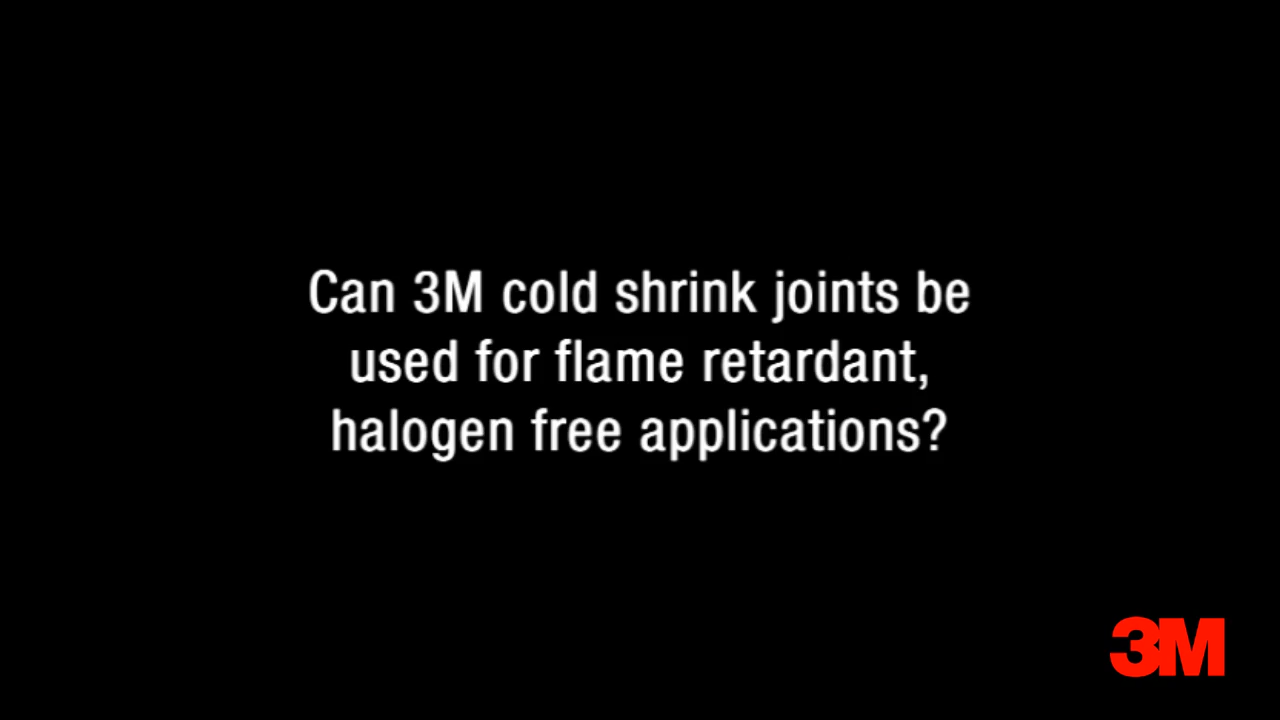 Can 3M cold shrink joints be
used for flame retardant,
halogen free applications?
3M